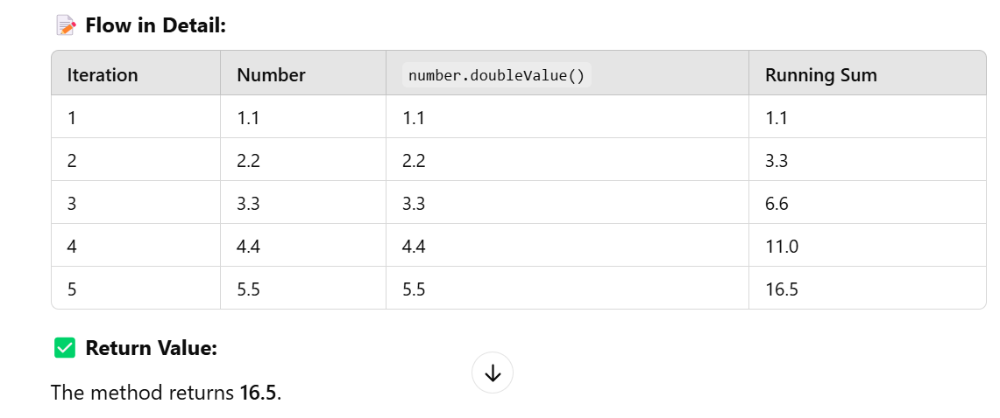 Flow in Detail:
Iteration Number number.doubleValue() Running Sum
1 1.1 1.1 1.1
2 2.2 2.2 3.3
3 3.3 3.3 6.6
4 4.4 4.4 11.0
5 5.5 5.5 16.5
Return Value:
The method returns 16.5.